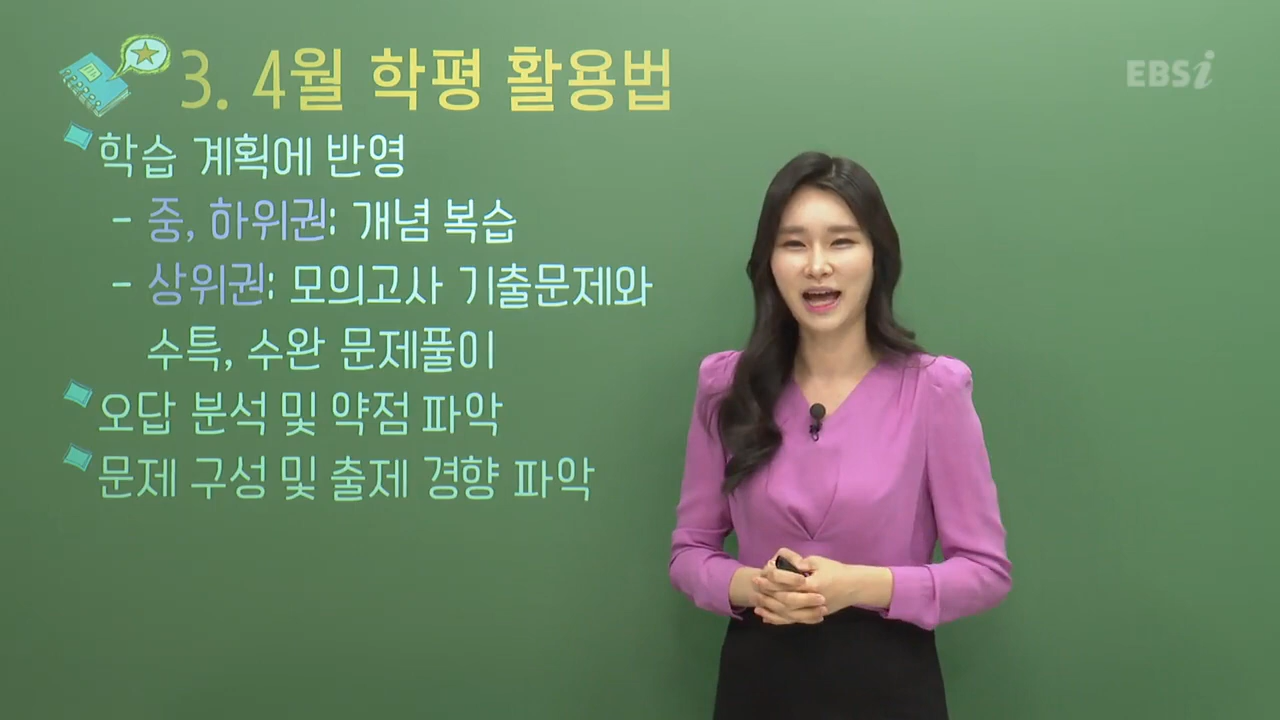 3. 4월 학평 활용법
EBSi
학습 계획에 반영
- 중, 하위권: 개념 복습
- 상위권: 모의고사 기출문제와
수특, 수완 문제풀이
오답 분석 및 약점 파악
문제 구성 및 출제 경향 파악